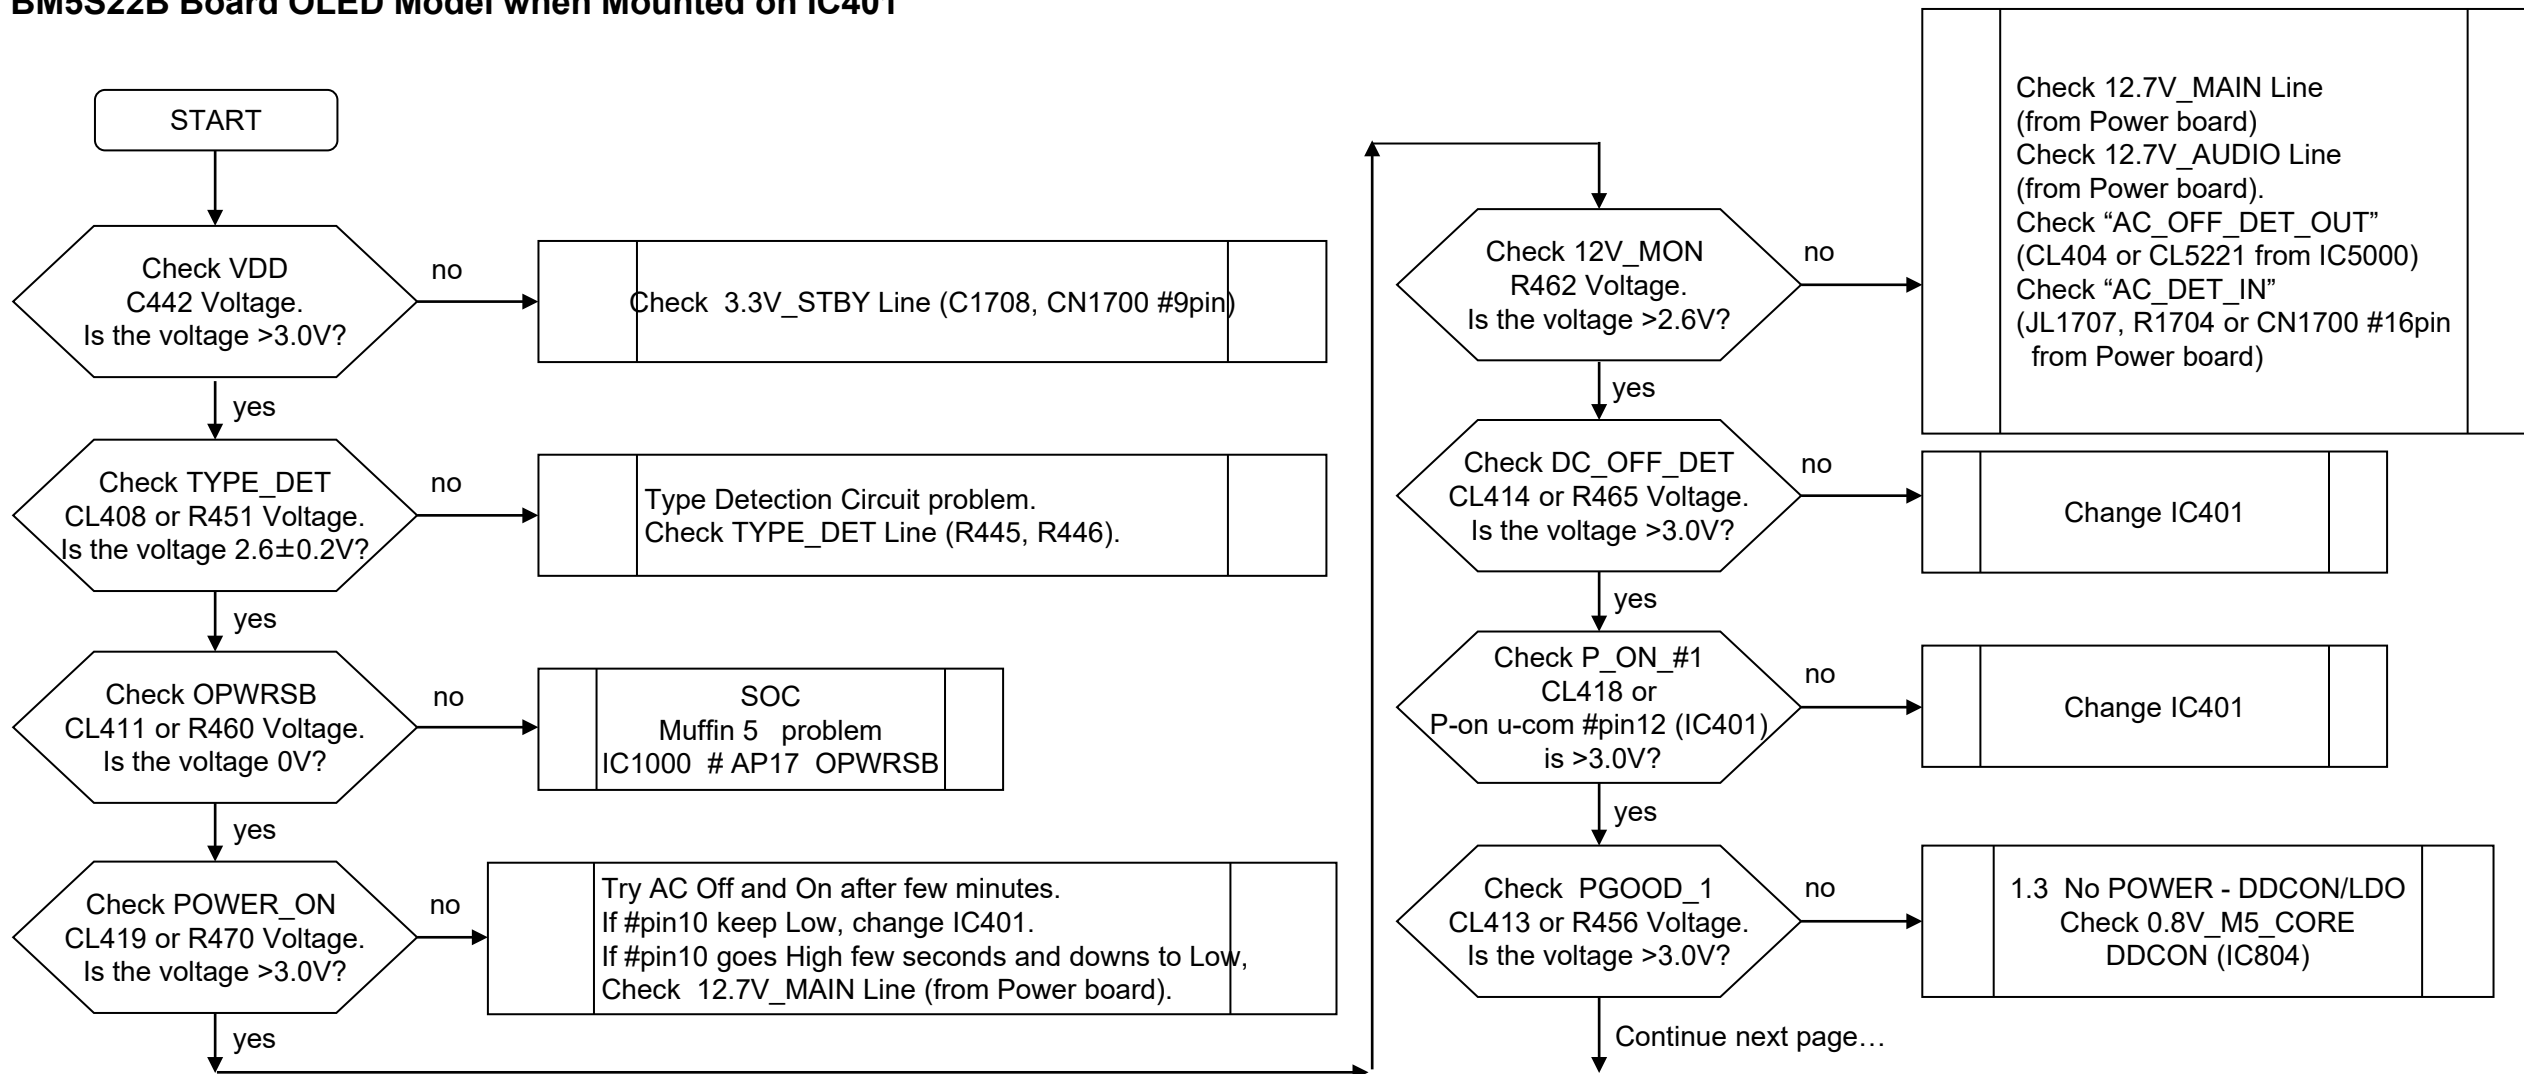 BM5S22B Board OLED Model when Mounted on IC401
START
Check VDD
C442 Voltage.
Is the voltage >3.0V?
no
Check  3.3V_STBY Line (C1708, CN1700 #9pin)
yes
Check TYPE_DET
CL408 or R451 Voltage.
Is the voltage 2.6±0.2V?
no
Type Detection Circuit problem.
Check TYPE_DET Line (R445, R446).
yes
Check OPWRSB
CL411 or R460 Voltage.
Is the voltage 0V?
no
SOC
Muffin 5   problem
IC1000  # AP17  OPWRSB
yes
Check POWER_ON
CL419 or R470 Voltage.
Is the voltage >3.0V?
no
Try AC Off and On after few minutes.
If #pin10 keep Low, change IC401.
If #pin10 goes High few seconds and downs to Low,
Check  12.7V_MAIN Line (from Power board).
yes
Check 12V_MON
R462 Voltage.
Is the voltage >2.6V?
no
Check 12.7V_MAIN Line
(from Power board)
Check 12.7V_AUDIO Line
(from Power board).
Check “AC_OFF_DET_OUT”
(CL404 or CL5221 from IC5000)
Check “AC_DET_IN”
(JL1707, R1704 or CN1700 #16pin
from Power board)
yes
Check DC_OFF_DET
CL414 or R465 Voltage.
Is the voltage >3.0V?
no
Change IC401
yes
Check P_ON_#1
CL418 or
P-on u-com #pin12 (IC401)
is >3.0V?
no
Change IC401
yes
Check  PGOOD_1
CL413 or R456 Voltage.
Is the voltage >3.0V?
no
1.3  No POWER - DDCON/LDO
Check 0.8V_M5_CORE
DDCON (IC804)
Continue next page…